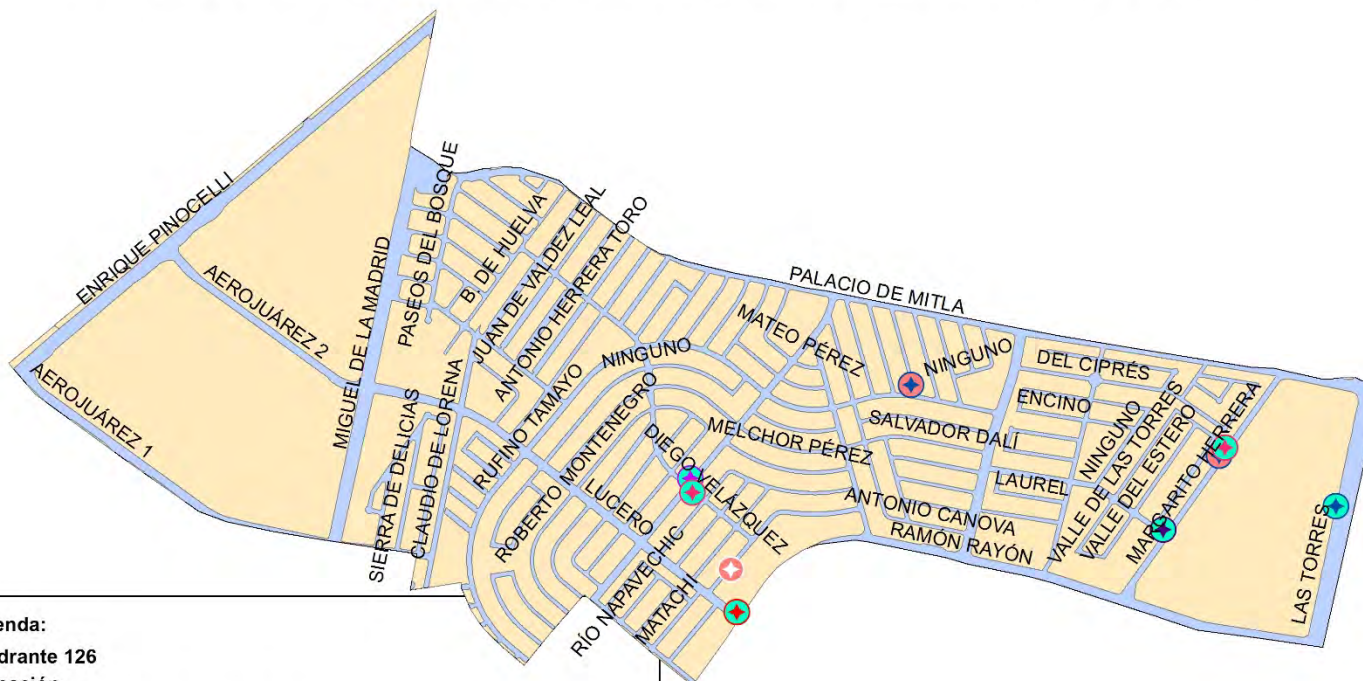 ENRIQUE PINOCELLI
AEROJUÁREZ 2
AEROJUÁREZ 1
MIGUEL DE LA MADRID
PASEOS DEL BOSQUE
B. DE HUELVA
JUAN DE VALDEZ LEAL
ANTONIO HERRERA TORO
SIERRA DE DELICIAS
CLAUDIO DE LORENA
RUFINO TAMAYO
NINGUNO
ROBERTO MONTENEGRO
LUCERO
DIEGO VELÁZQUEZ
RÍO NAPAVECHIC
MATACHI
PALACIO DE MITLA
MATEO PÉREZ
NINGUNO
MELCHOR PÉREZ
SALVADOR DALÍ
ANTONIO CANOVA
RAMÓN RAYÓN
DEL CIPRÉS
ENCINO
LAUREL
NINGUNO
VALLE DE LAS TORRES
VALLE DEL ESTERO
MARGARITO HERRERA
LAS TORRES
enda:
drante 126